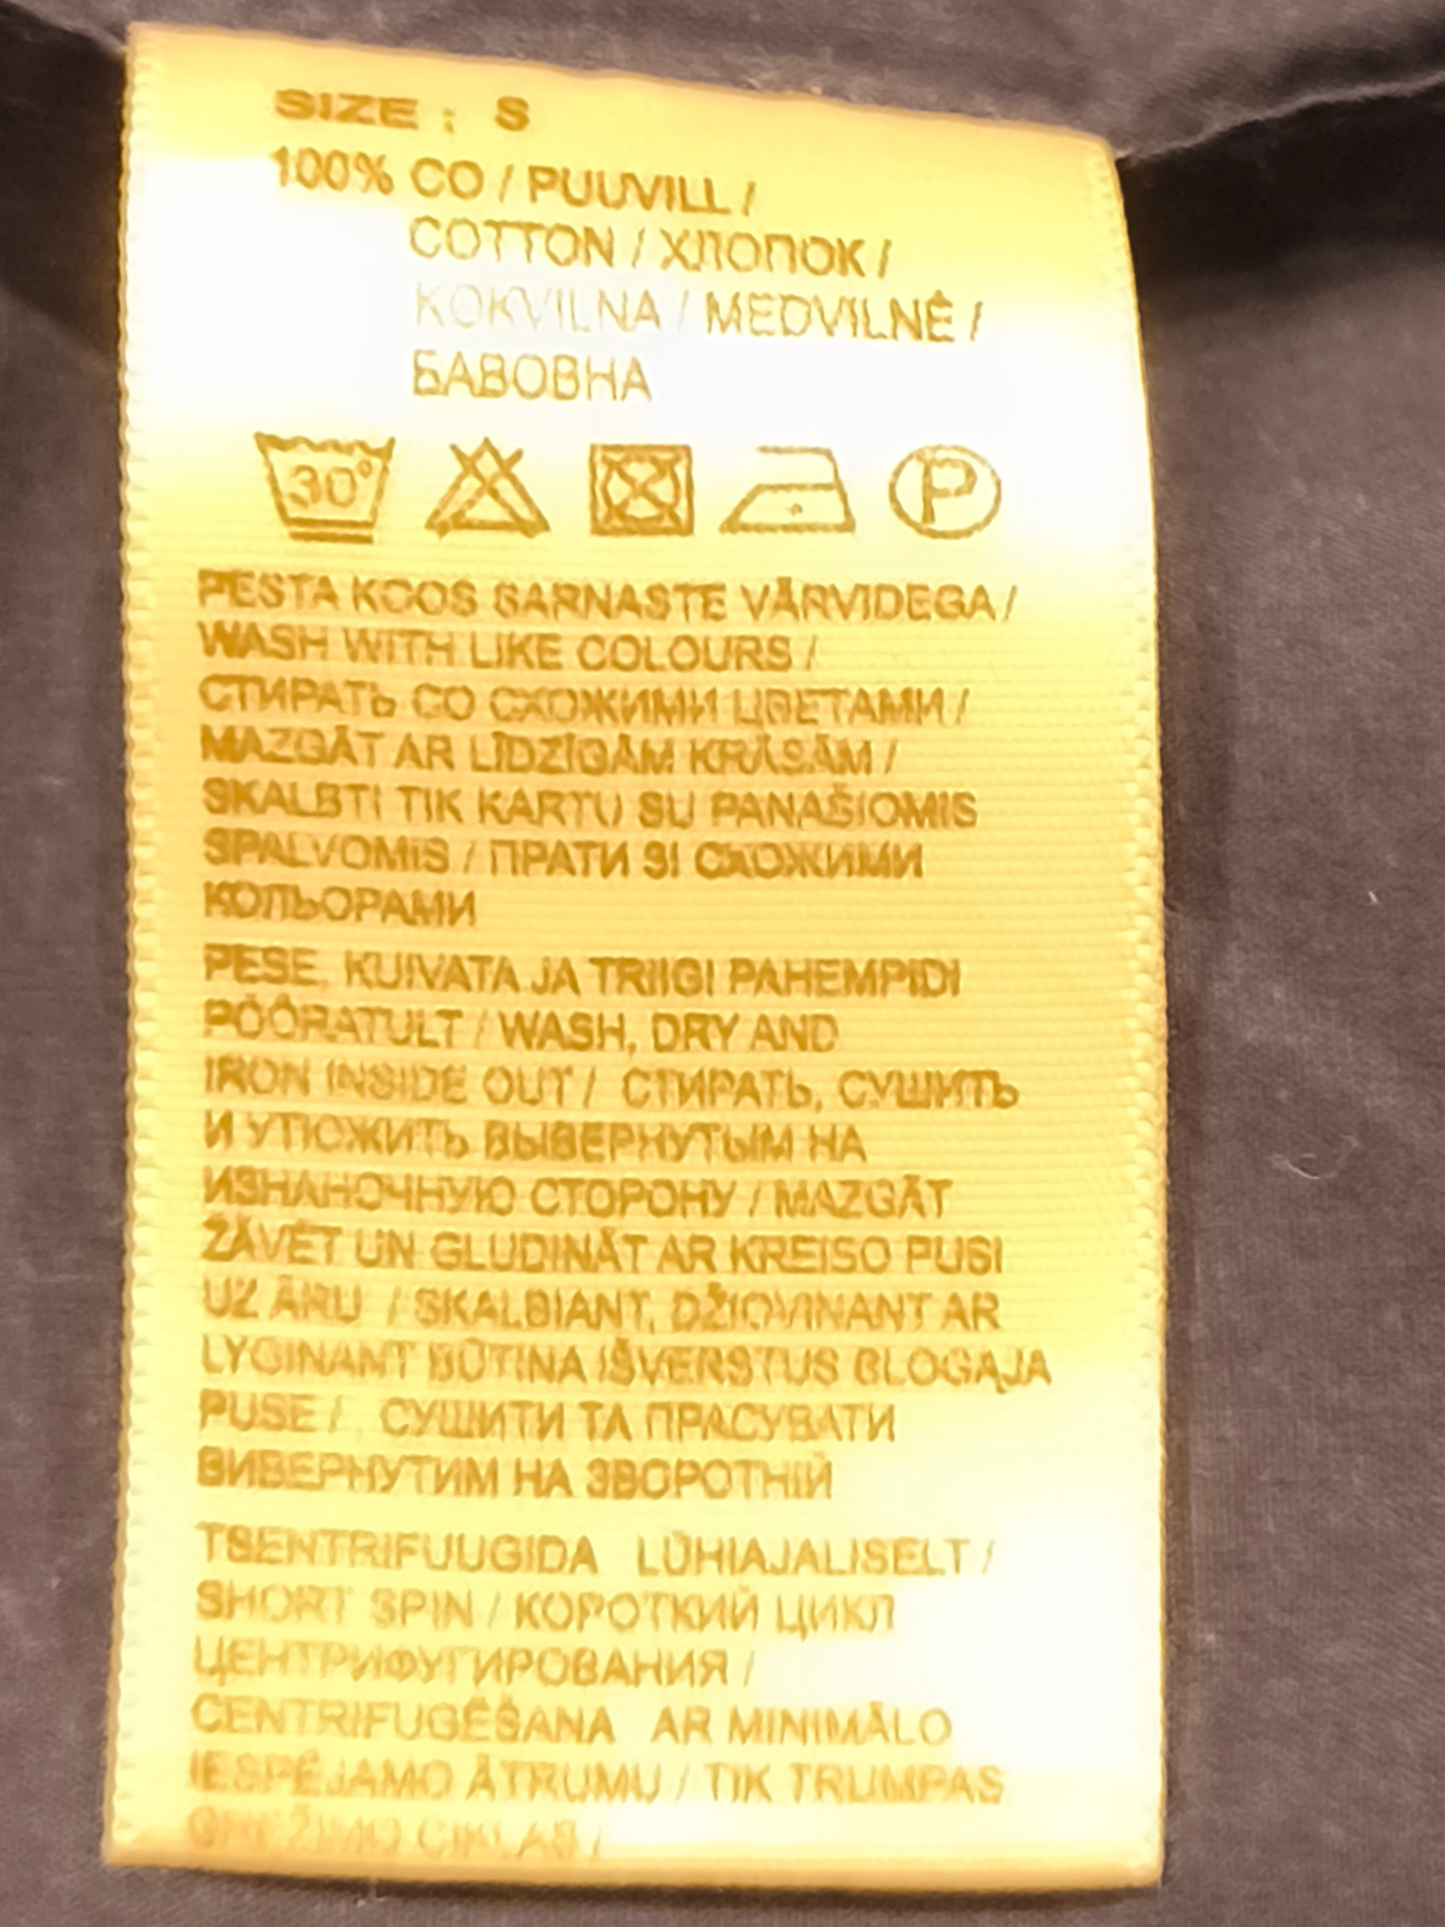 SIZE : S
100% CO / PUUVILL /
COTTON / ХЛОПОК /
KOKVILNA / MEDVILNĖ /
БАВОВНА
30°
P
PESTA KOOS SARNASTE VÄRVIDEGA /
WASH WITH LIKE COLOURS /
СТИРАТЬ СО СХОЖИМИ ЦВЕТАМИ /
MAZGĀT AR LĪDZĪGĀM KRĀSĀM /
SKALBTI TIK KARTU SU PANAŠIOMIS
SPALVOMIS / ПРАТИ ЗІ СХОЖИМИ
КОЛЬОРАМИ
PESE, KUIVATA JA TRIIGI PAHEMPIDI
PÖÖRATULT / WASH, DRY AND
IRON INSIDE OUT / СТИРАТЬ, СУШИТЬ
И УТЮЖИТЬ ВЫВЕРНУТЫМ НА
ИЗНАНОЧНУЮ СТОРОНУ / MAZGĀT
ŽĀVĒT UN GLUDINĀT AR KREISO PUSI
UZ ĀRU / SKALBIANT, DŽIOVINANT AR
LYGINANT BŪTINA IŠVERSTUS BLOGĄJA
PUSE / СУШИТИ ТА ПРАСУВАТИ
ВИВЕРНУТИМ НА ЗВОРОТНІЙ
TSENTRIFUUGIDA LÜHIAJALISELT /
SHORT SPIN / КОРОТКИЙ ЦИКЛ
ЦЕНТРИФУГИРОВАНИЯ /
CENTRIFUGĒŠANA AR MINIMĀLO
IESPĒJAMO ĀTRUMU / TIK TRUMPAS
CIKLAS /